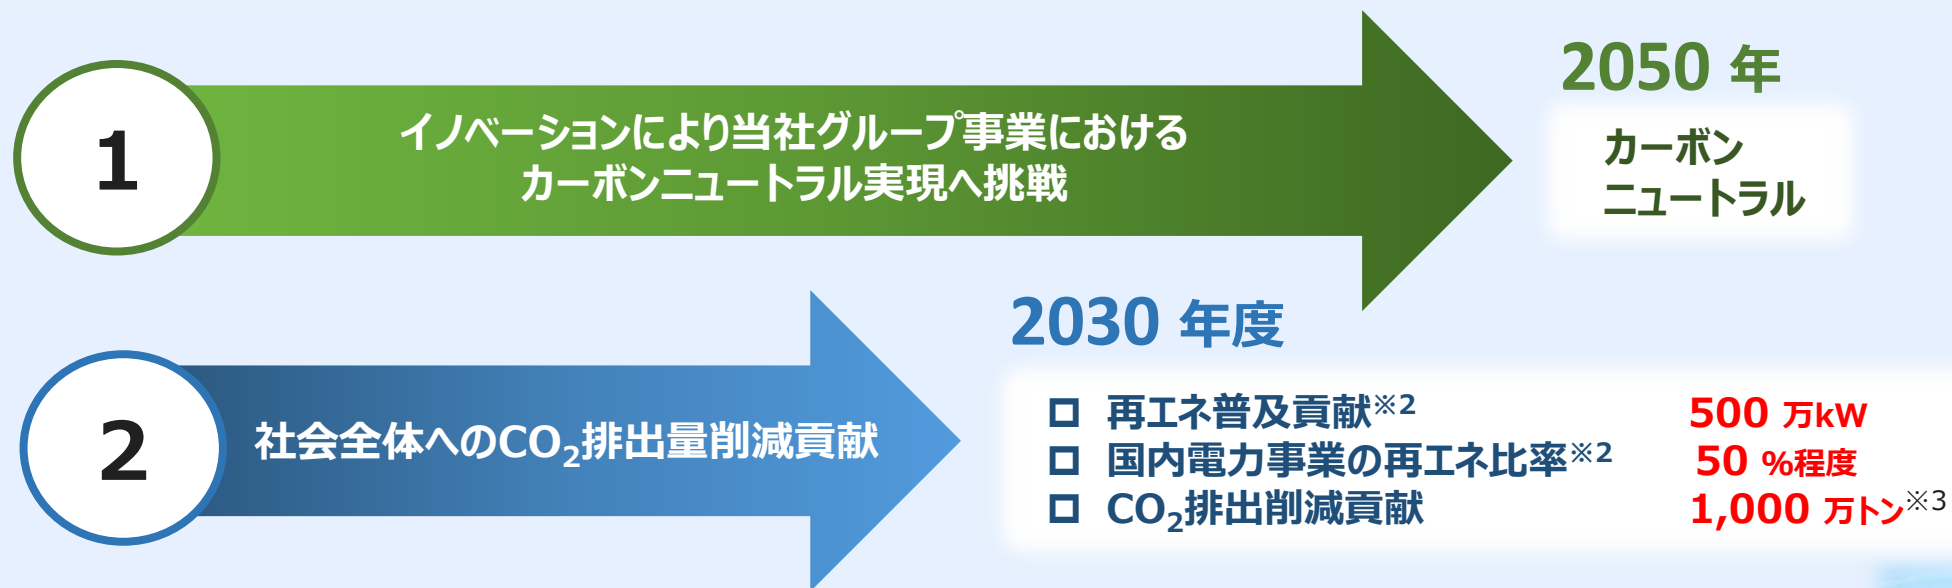 1
イノベーションにより当社グループ事業における
カーボンニュートラル実現へ挑戦
2050 年
カーボン
ニュートラル
2
社会全体へのCO₂排出量削減貢献
2030 年度
再エネ普及貢献※2 500 万kW
国内電力事業の再エネ比率※2 50 %程度
CO₂排出削減貢献 1,000 万トン※3